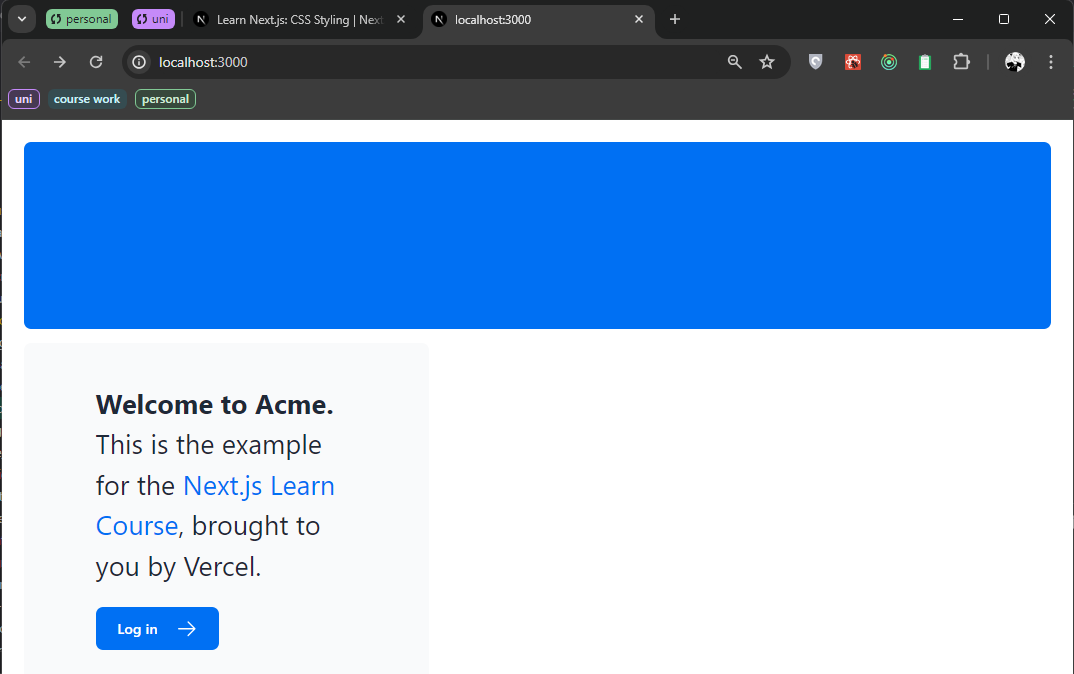 personal
uni
Learn Next.js: CSS Styling | Next
localhost:3000
localhost:3000
uni
course work
personal
Welcome to Acme.
This is the example
for the Next.js Learn
Course, brought to
you by Vercel.
Log in